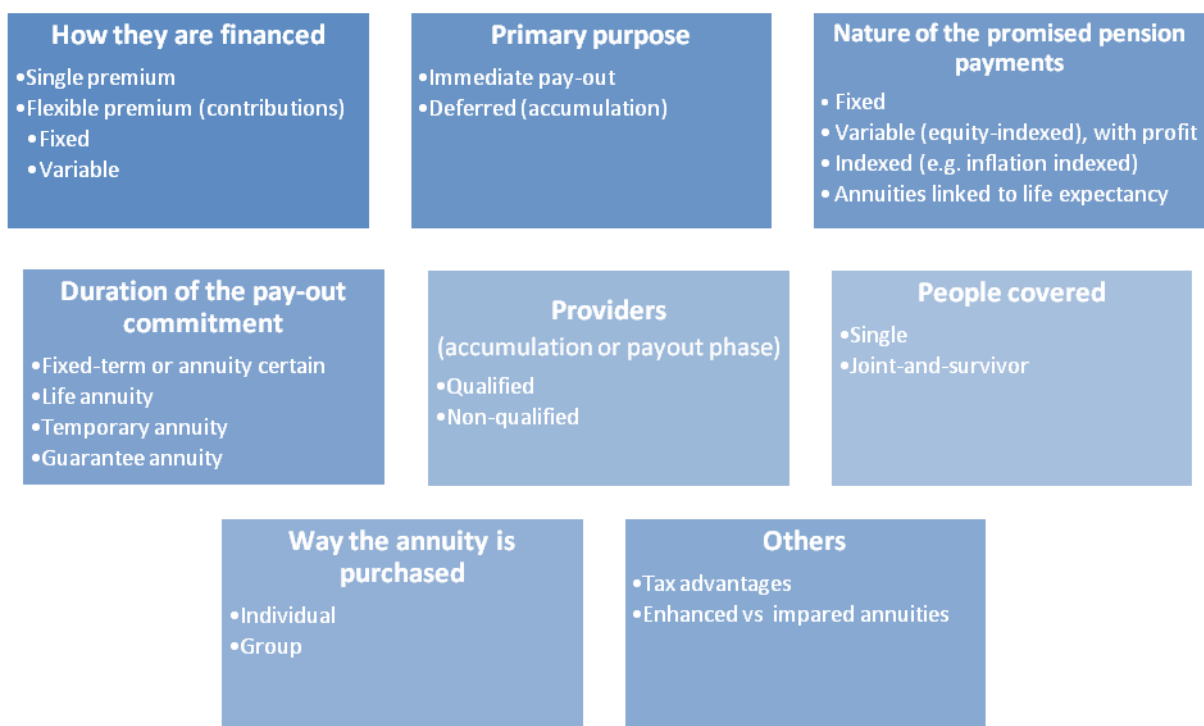 How they are financed
•Single premium
•Flexible premium (contributions)
•Fixed
•Variable
Primary purpose
•Immediate pay-out
•Deferred (accumulation)
Nature of the promised pension
payments
• Fixed
• Variable (equity-indexed), with profit
• Indexed (e.g. inflation indexed)
• Annuities linked to life expectancy
Duration of the pay-out
commitment
•Fixed-term or annuity certain
•Life annuity
•Temporary annuity
•Guarantee annuity
Providers
(accumulation or payout phase)
•Qualified
•Non-qualified
People covered
•Single
•Joint-and-survivor
Way the annuity is
purchased
•Individual
•Group
Others
•Tax advantages
•Enhanced vs impared annuities